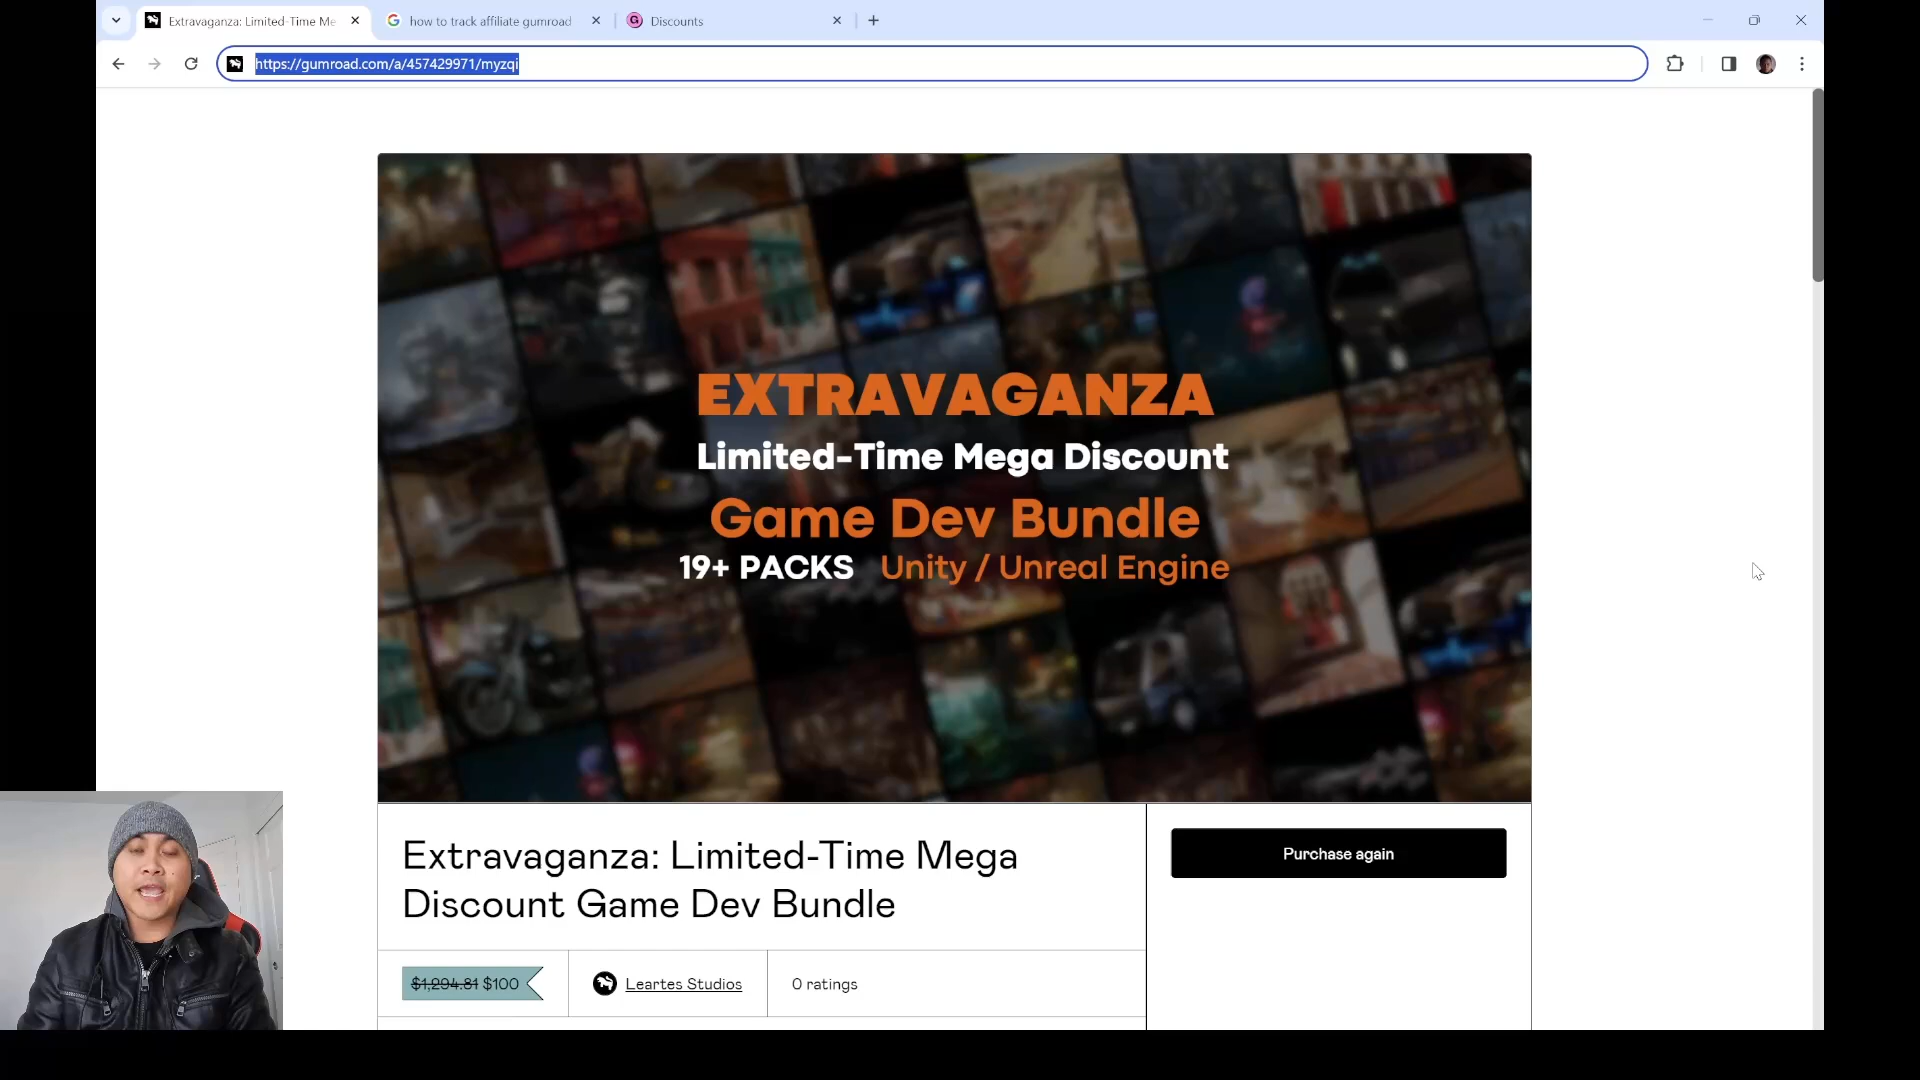 Extravaganza: Limited-Time Me
how to track affiliate gumroad
G Discounts
https://gumroad.com/a/457429971/myzqi
EXTRAVAGANZA
Limited-Time Mega Discount
Game Dev Bundle
19+ PACKS Unity / Unreal Engine
Extravaganza: Limited-Time Mega
Discount Game Dev Bundle
Purchase again
$1,294.81 $100
Leartes Studios
0 ratings